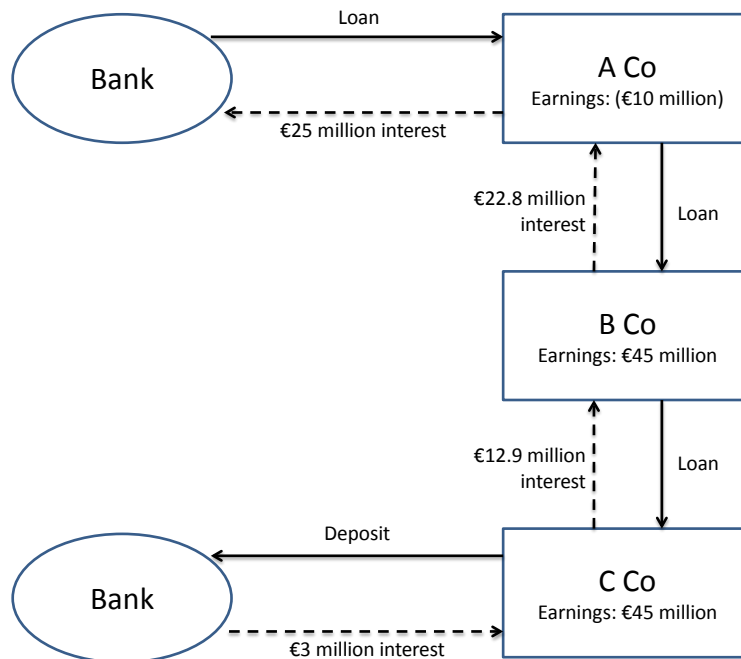 Loan
Bank
A Co
Earnings: (€10 million)
€25 million interest
€22.8 million
interest
Loan
B Co
Earnings: €45 million
€12.9 million
interest
Loan
Deposit
Bank
C Co
Earnings: €45 million
€3 million interest